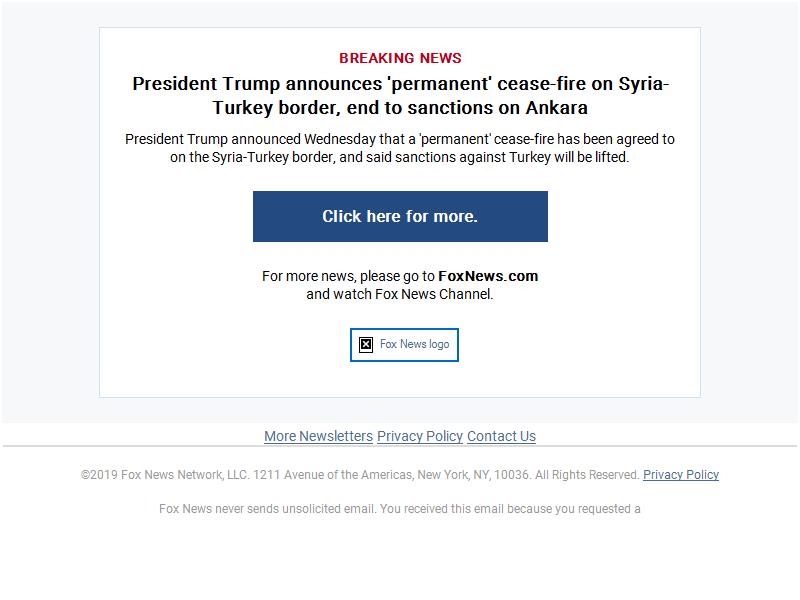 BREAKING NEWS
President Trump announces 'permanent' cease-fire on Syria-
Turkey border, end to sanctions on Ankara
President Trump announced Wednesday that a 'permanent' cease-fire has been agreed to
on the Syria-Turkey border, and said sanctions against Turkey will be lifted.
Click here for more.
For more news, please go to FoxNews.com
and watch Fox News Channel.
Fox News logo
More Newsletters Privacy Policy Contact Us
©2019 Fox News Network, LLC. 1211 Avenue of the Americas, New York, NY, 10036. All Rights Reserved. Privacy Policy
Fox News never sends unsolicited email. You received this email because you requested a